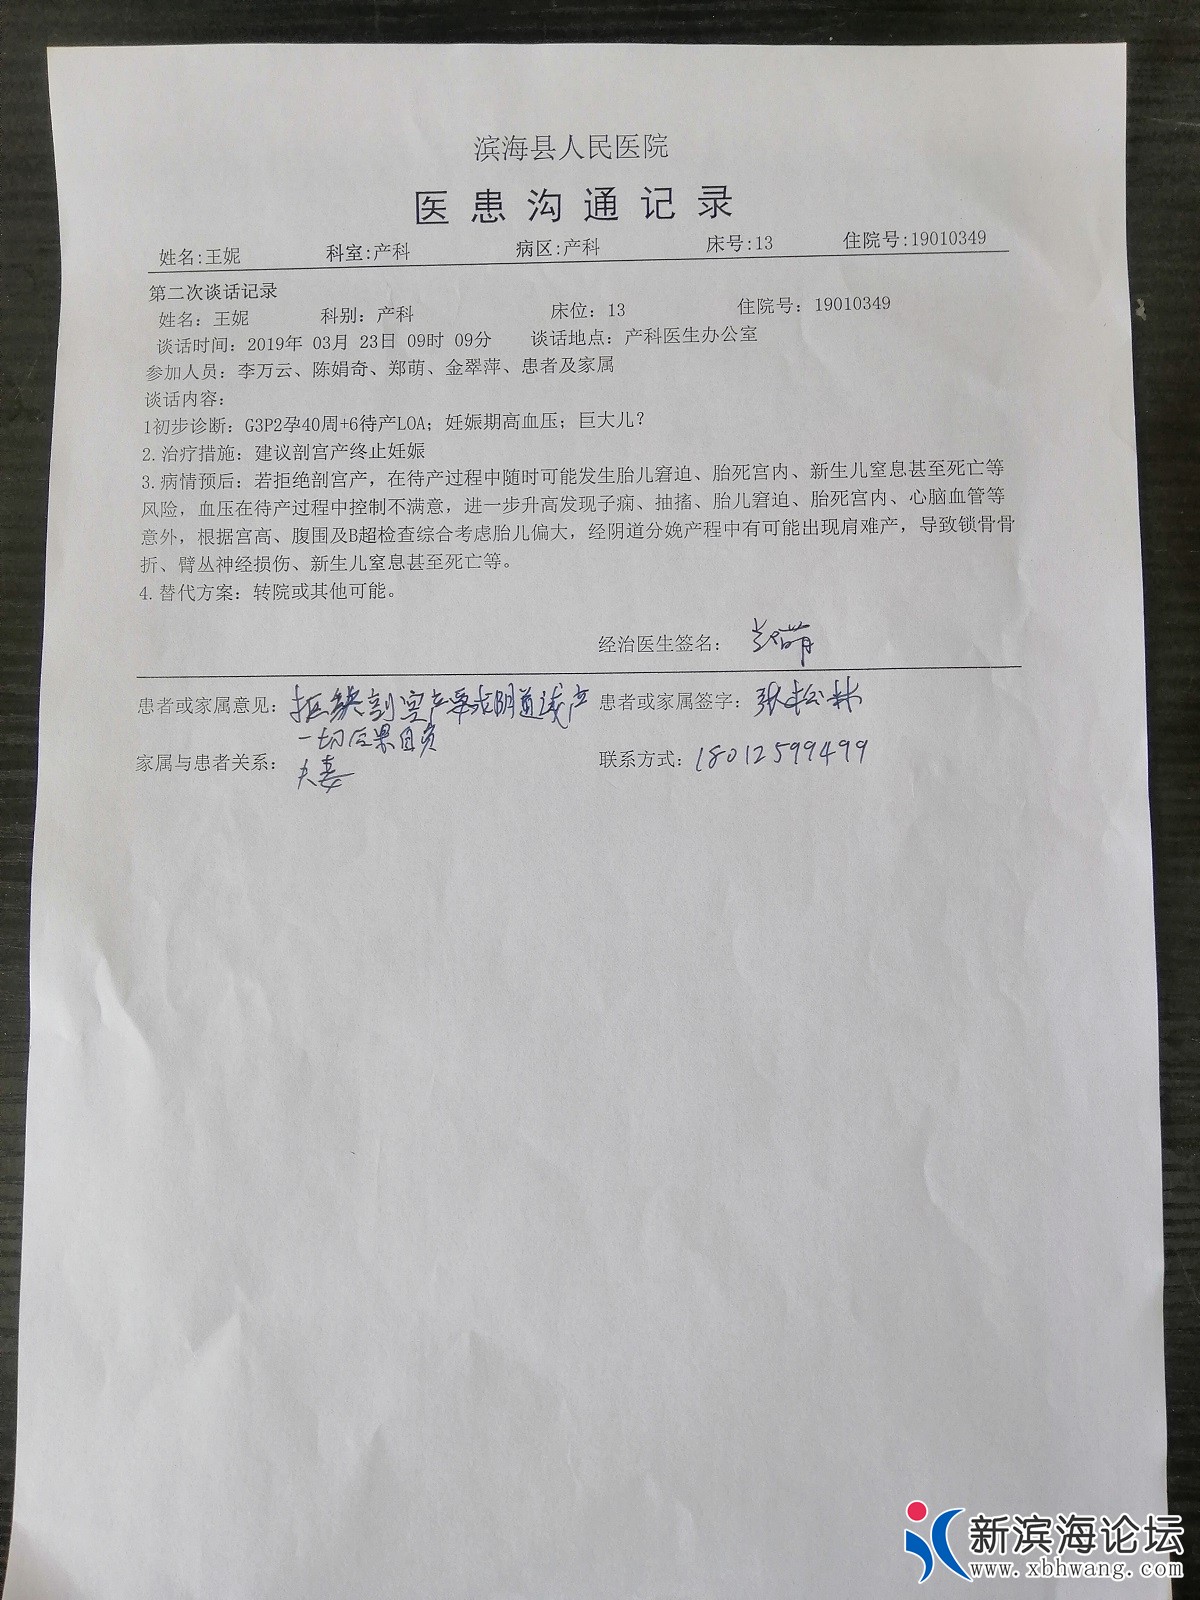 滨海县人民医院
医患沟通记录
姓名:王妮 科室:产科 病区:产科 床号:13 住院号:19010349
第二次谈话记录
姓名：王妮 科别：产科 床位：13 住院号：19010349
谈话时间：2019年 03月 23日 09时 09分 谈话地点：产科医生办公室
参加人员：李万云、陈娟奇、郑萌、金翠萍、患者及家属
谈话内容：
1初步诊断：G3P2孕40周+6待产LOA；妊娠期高血压；巨大儿？
2.治疗措施：建议剖宫产终止妊娠
3.病情预后：若拒绝剖宫产，在待产过程中随时可能发生胎儿窘迫、胎死宫内、新生儿窒息甚至死亡等
风险，血压在待产过程中控制不满意，进一步升高发现子痫、抽搐、胎儿窘迫、胎死宫内、心脑血管等
意外，根据宫高、腹围及B超检查综合考虑胎儿偏大，经阴道分娩产程中有可能出现肩难产，导致锁骨骨
折、臂丛神经损伤、新生儿窒息甚至死亡等。
4.替代方案：转院或其他可能。
经治医生签名：郑萌
患者或家属意见：拒绝剖宫产要求阴道试产 患者或家属签字：张松林
一切后果自负
家属与患者关系：夫妻 联系方式：18012599499
新滨海论坛
www.xbhwang.com